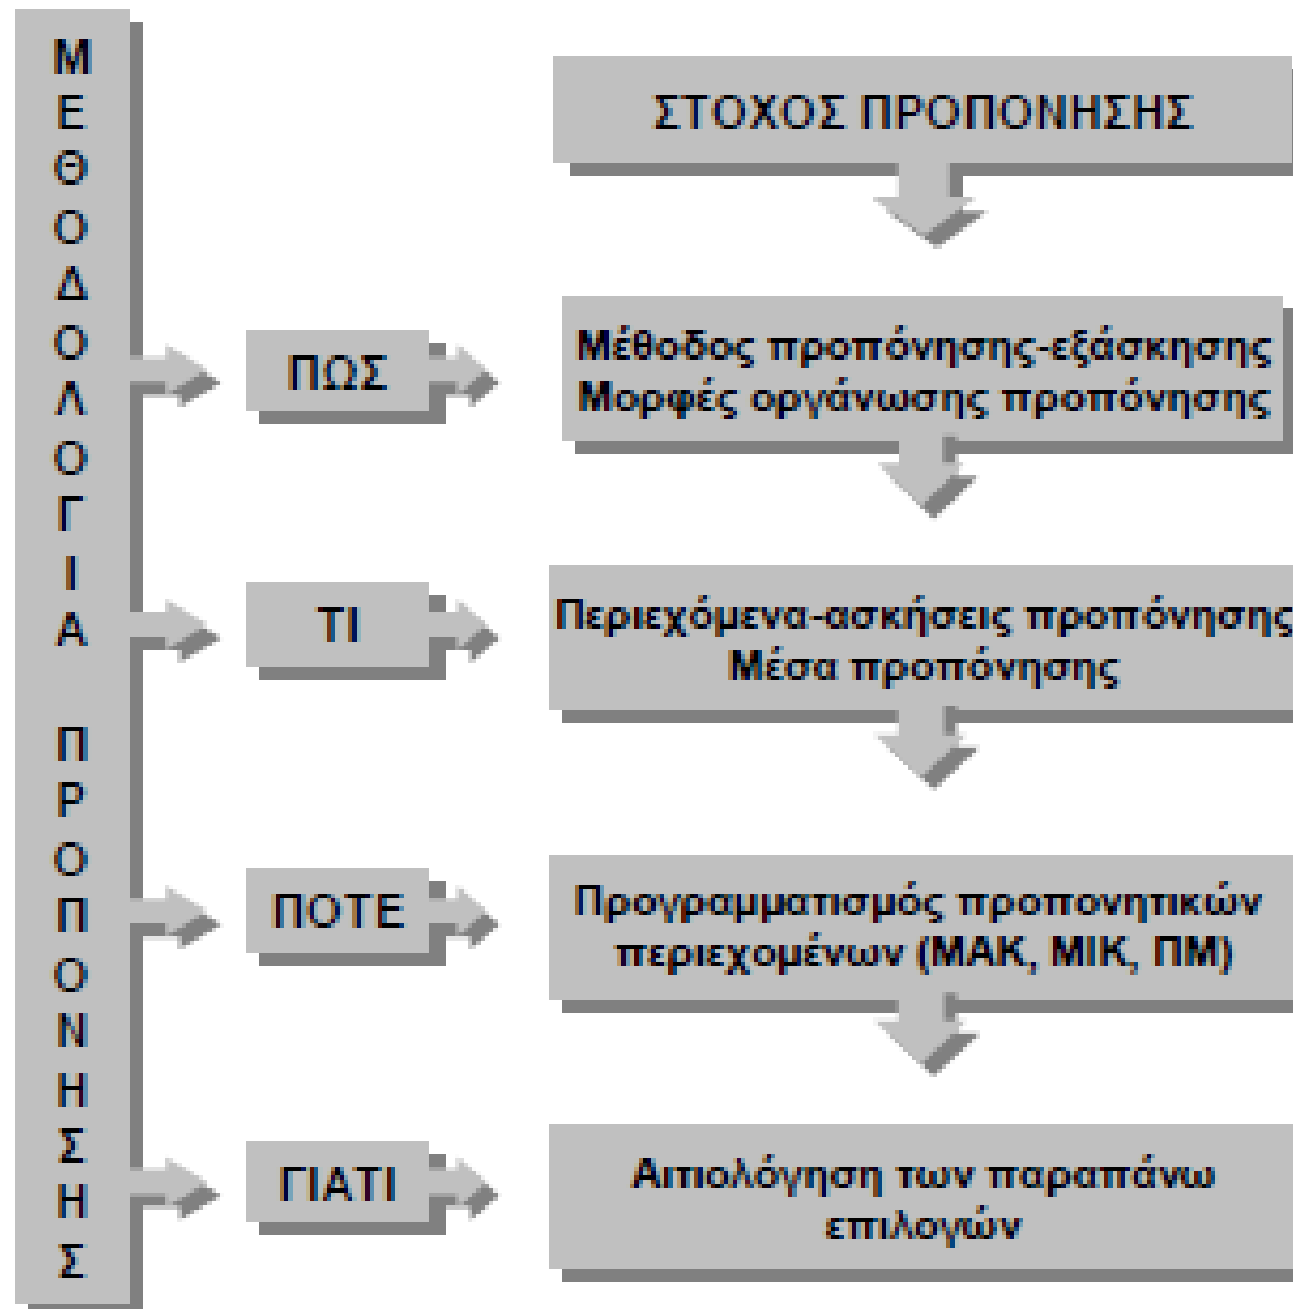 ΜΕΘΟΔΟΛΟΓΙΑ ΠΡΟΠΟΝΗΣΗΣ
ΣΤΟΧΟΣ ΠΡΟΠΟΝΗΣΗΣ
ΠΩΣ
Μέθοδος προπόνησης-εξάσκησης
Μορφές οργάνωσης προπόνησης
ΤΙ
Περιεχόμενα-ασκήσεις προπόνησης
Μέσα προπόνησης
ΠΟΤΕ
Προγραμματισμός προπονητικών
περιεχομένων (ΜΑΚ, ΜΙΚ, ΠΜ)
ΓΙΑΤΙ
Αιτιολόγηση των παραπάνω
επιλογών